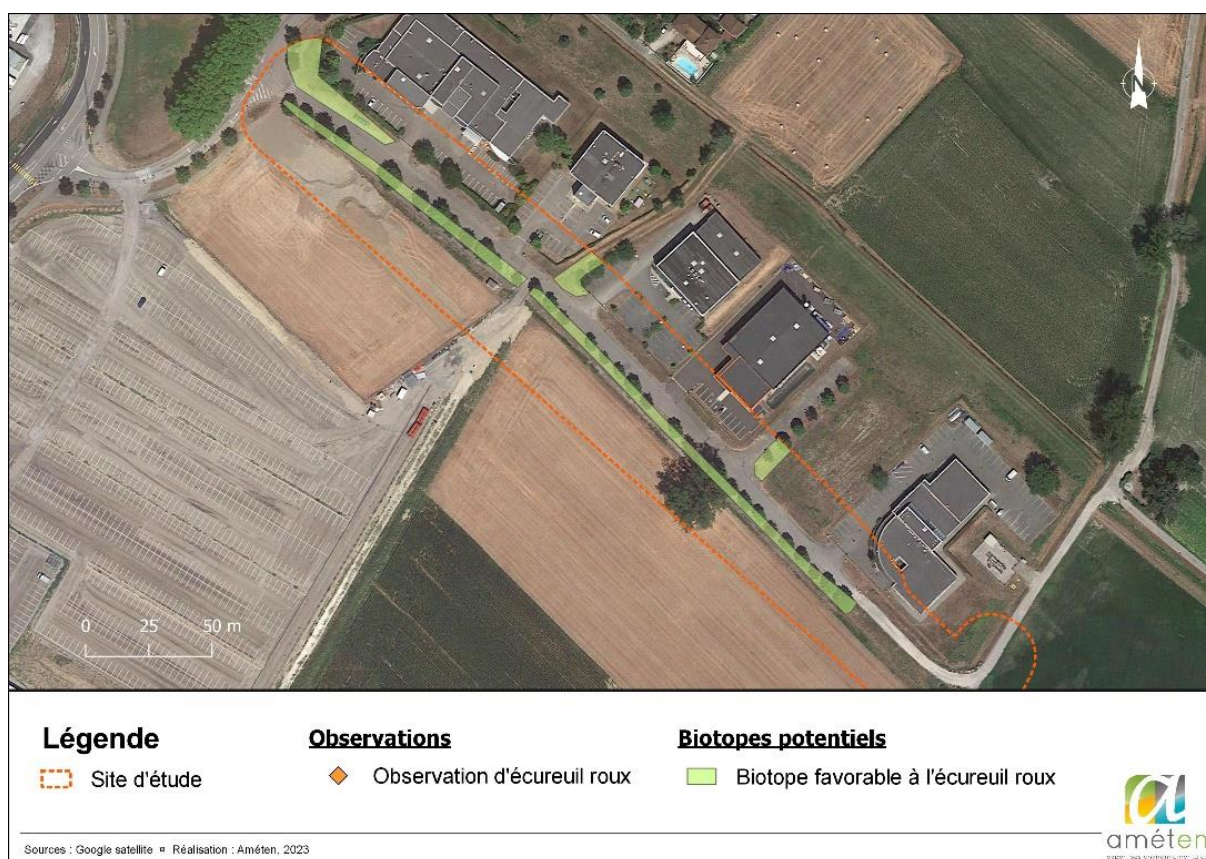 0 25 50 m
Légende
Site d'étude
Observations
Observation d'écureuil roux
Biotopes potentiels
Biotope favorable à l'écureuil roux
améten
Sources : Google satellite ¤ Réalisation : Améten, 2023